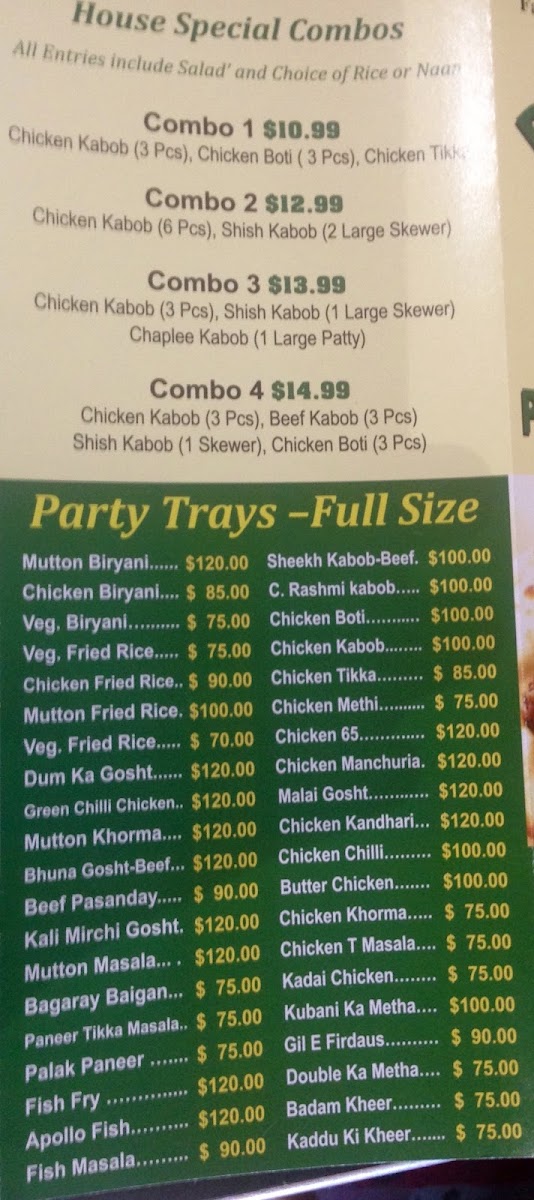 House Special Combos
All Entries include Salad' and Choice of Rice or Naan
Combo 1 $10.99
Chicken Kabob (3 Pcs), Chicken Boti ( 3 Pcs), Chicken Tikka
Combo 2 $12.99
Chicken Kabob (6 Pcs), Shish Kabob (2 Large Skewer)
Combo 3 $13.99
Chicken Kabob (3 Pcs), Shish Kabob (1 Large Skewer)
Chaplee Kabob (1 Large Patty)
Combo 4 $14.99
Chicken Kabob (3 Pcs), Beef Kabob (3 Pcs)
Shish Kabob (1 Skewer), Chicken Boti (3 Pcs)
Party Trays –Full Size
Mutton Biryani...... $120.00
Chicken Biryani.... $ 85.00
Veg. Biryani.......... $ 75.00
Veg. Fried Rice..... $ 75.00
Chicken Fried Rice.. $ 90.00
Mutton Fried Rice. $100.00
Veg. Fried Rice..... $ 70.00
Dum Ka Gosht...... $120.00
Green Chilli Chicken.. $120.00
Mutton Khorma.... $120.00
Bhuna Gosht-Beef... $120.00
Beef Pasanday..... $ 90.00
Kali Mirchi Gosht. $120.00
Mutton Masala... . $120.00
Bagaray Baigan... $ 75.00
Paneer Tikka Masala.. $ 75.00
Palak Paneer ....... $ 75.00
Fish Fry .............. $120.00
Apollo Fish.......... $120.00
Fish Masala......... $ 90.00
Sheekh Kabob-Beef. $100.00
C. Rashmi kabob..... $100.00
Chicken Boti........... $100.00
Chicken Kabob........ $100.00
Chicken Tikka......... $ 85.00
Chicken Methi.......... $ 75.00
Chicken 65............. $120.00
Chicken Manchuria. $120.00
Malai Gosht............ $120.00
Chicken Kandhari... $120.00
Chicken Chilli......... $100.00
Butter Chicken....... $100.00
Chicken Khorma..... $ 75.00
Chicken T Masala.... $ 75.00
Kadai Chicken........ $ 75.00
Kubani Ka Metha.... $100.00
Gil E Firdaus.......... $ 90.00
Double Ka Metha.... $ 75.00
Badam Kheer......... $ 75.00
Kaddu Ki Kheer....... $ 75.00